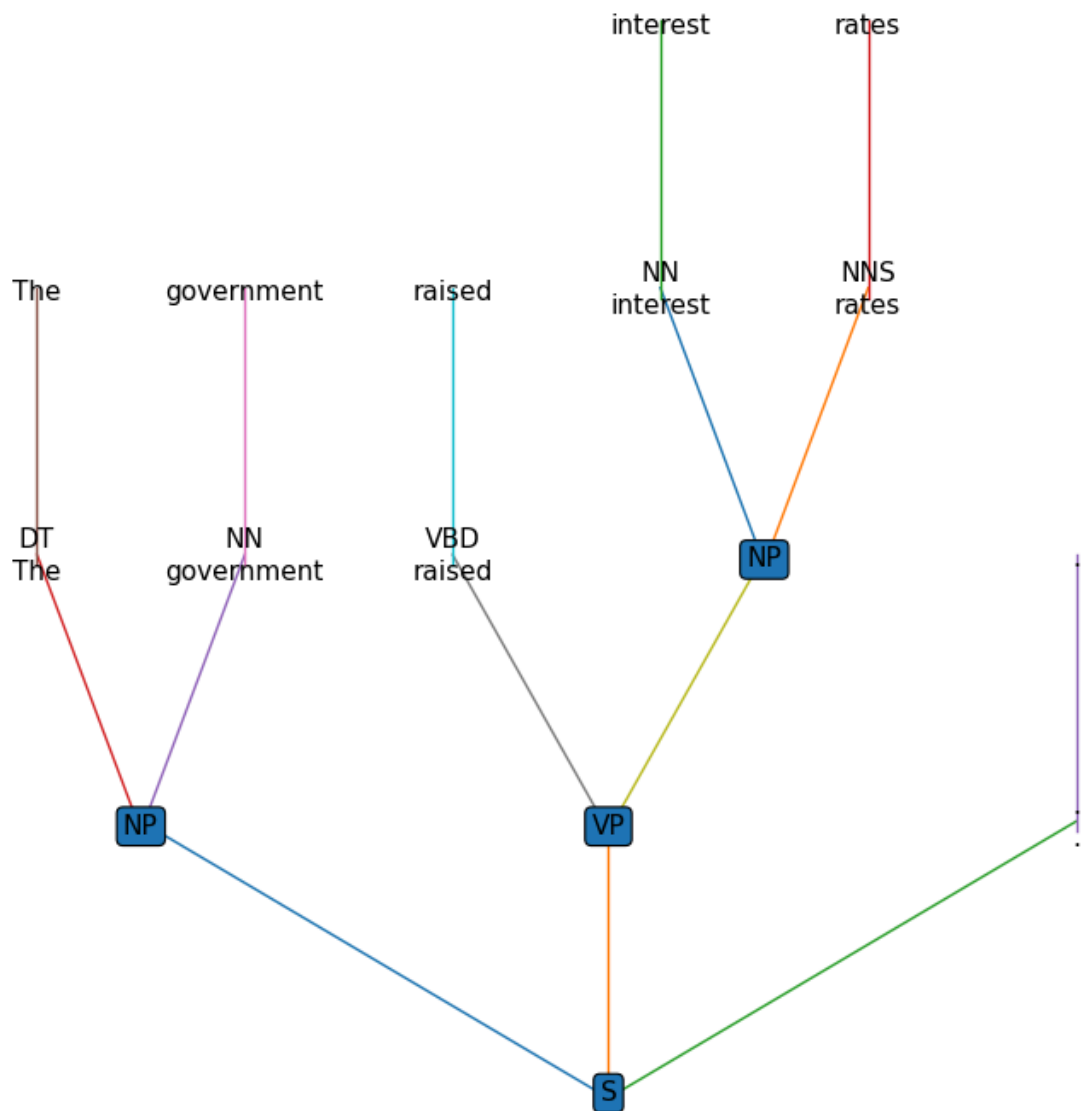 interest rates
NN NNS
The government raised interest rates
DT NN VBD NP
The government raised .
NP VP .
.
S